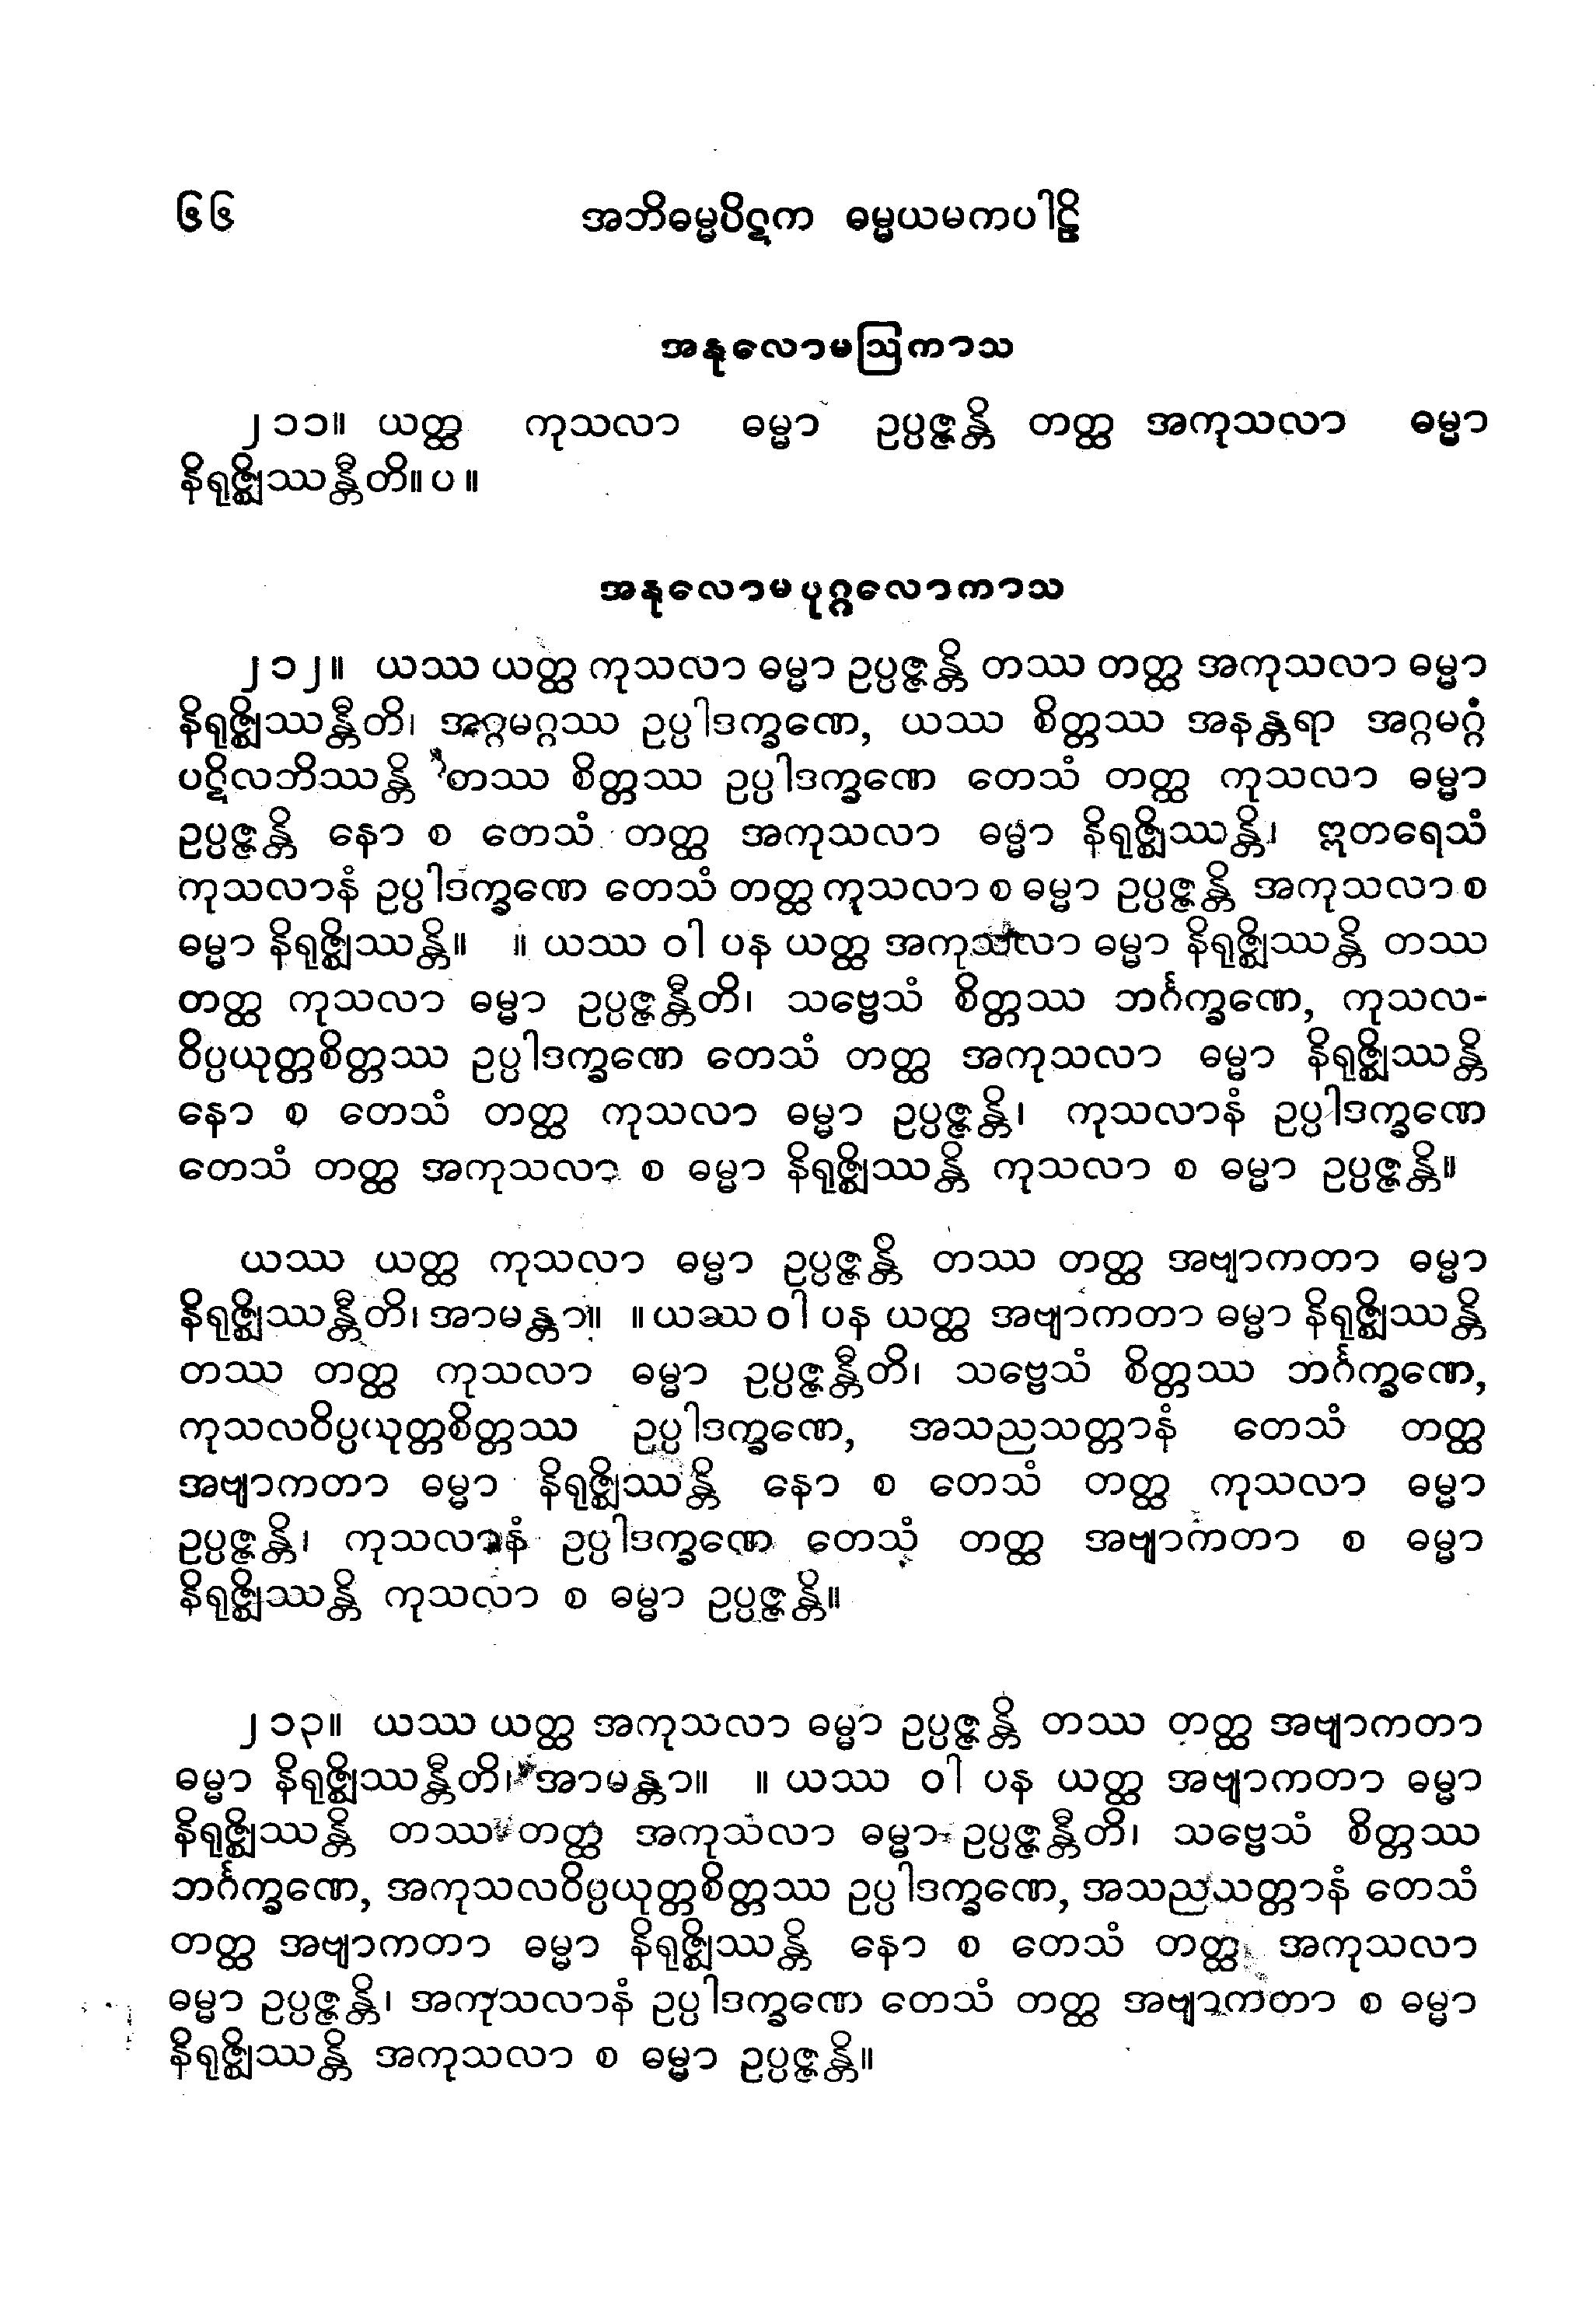 ၆၆ အဘိဓမ္မပိဋက ဓမ္မယမကပါဠိ
အနုလောမဩကာသ
၂၁၁။ ယတ္ထ ကုသလာ ဓမ္မာ ဥပ္ပဇ္ဇန္တိ တတ္ထ အကုသလာ ဓမ္မာ
နိရုဇ္ဈိဿန္တီတိ။ပ။
အနုလောမပုဂ္ဂလောကာသ
၂၁၂။ ယဿ ယတ္ထ ကုသလာ ဓမ္မာ ဥပ္ပဇ္ဇန္တိ တဿ တတ္ထ အကုသလာ ဓမ္မာ
နိရုဇ္ဈိဿန္တီတိ၊ အဂ္ဂမဂ္ဂဿ ဥပ္ပါဒက္ခဏေ, ယဿ စိတ္တဿ အနန္တရာ အဂ္ဂမဂ္ဂံ
ပဋိလဘိဿန္တိ တဿ စိတ္တဿ ဥပ္ပါဒက္ခဏေ တေသံ တတ္ထ ကုသလာ ဓမ္မာ
ဥပ္ပဇ္ဇန္တိ နော စ တေသံ တတ္ထ အကုသလာ ဓမ္မာ နိရုဇ္ဈိဿန္တိ၊ ဣတရေသံ
ကုသလာနံ ဥပ္ပါဒက္ခဏေ တေသံ တတ္ထ ကုသလာ စ ဓမ္မာ ဥပ္ပဇ္ဇန္တိ အကုသလာ စ
ဓမ္မာ နိရုဇ္ဈိဿန္တိ။ ။ ယဿ ဝါ ပန ယတ္ထ အကုသလာ ဓမ္မာ နိရုဇ္ဈိဿန္တိ တဿ
တတ္ထ ကုသလာ ဓမ္မာ ဥပ္ပဇ္ဇန္တီတိ၊ သဗ္ဗေသံ စိတ္တဿ ဘင်္ဂက္ခဏေ, ကုသလ-
ဝိပ္ပယုတ္တစိတ္တဿ ဥပ္ပါဒက္ခဏေ တေသံ တတ္ထ အကုသလာ ဓမ္မာ နိရုဇ္ဈိဿန္တိ
နော စ တေသံ တတ္ထ ကုသလာ ဓမ္မာ ဥပ္ပဇ္ဇန္တိ၊ ကုသလာနံ ဥပ္ပါဒက္ခဏေ
တေသံ တတ္ထ အကုသလာ စ ဓမ္မာ နိရုဇ္ဈိဿန္တိ ကုသလာ စ ဓမ္မာ ဥပ္ပဇ္ဇန္တိ။
ယဿ ယတ္ထ ကုသလာ ဓမ္မာ ဥပ္ပဇ္ဇန္တိ တဿ တတ္ထ အဗျာကတာ ဓမ္မာ
နိရုဇ္ဈိဿန္တီတိ၊ အာမန္တာ။ ။ ယဿ ဝါ ပန ယတ္ထ အဗျာကတာ ဓမ္မာ နိရုဇ္ဈိဿန္တိ
တဿ တတ္ထ ကုသလာ ဓမ္မာ ဥပ္ပဇ္ဇန္တီတိ၊ သဗ္ဗေသံ စိတ္တဿ ဘင်္ဂက္ခဏေ,
ကုသလဝိပ္ပယုတ္တစိတ္တဿ ဥပ္ပါဒက္ခဏေ, အသညသတ္တာနံ တေသံ တတ္ထ
အဗျာကတာ ဓမ္မာ နိရုဇ္ဈိဿန္တိ နော စ တေသံ တတ္ထ ကုသလာ ဓမ္မာ
ဥပ္ပဇ္ဇန္တိ၊ ကုသလာနံ ဥပ္ပါဒက္ခဏေ တေသံ တတ္ထ အဗျာကတာ စ ဓမ္မာ
နိရုဇ္ဈိဿန္တိ ကုသလာ စ ဓမ္မာ ဥပ္ပဇ္ဇန္တိ။
၂၁၃။ ယဿ ယတ္ထ အကုသလာ ဓမ္မာ ဥပ္ပဇ္ဇန္တိ တဿ တတ္ထ အဗျာကတာ
ဓမ္မာ နိရုဇ္ဈိဿန္တီတိ၊ အာမန္တာ။ ။ ယဿ ဝါ ပန ယတ္ထ အဗျာကတာ ဓမ္မာ
နိရုဇ္ဈိဿန္တိ တဿ တတ္ထ အကုသလာ ဓမ္မာ ဥပ္ပဇ္ဇန္တီတိ၊ သဗ္ဗေသံ စိတ္တဿ
ဘင်္ဂက္ခဏေ, အကုသလဝိပ္ပယုတ္တစိတ္တဿ ဥပ္ပါဒက္ခဏေ, အသညသတ္တာနံ တေသံ
တတ္ထ အဗျာကတာ ဓမ္မာ နိရုဇ္ဈိဿန္တိ နော စ တေသံ တတ္ထ အကုသလာ
ဓမ္မာ ဥပ္ပဇ္ဇန္တိ၊ အကုသလာနံ ဥပ္ပါဒက္ခဏေ တေသံ တတ္ထ အဗျာကတာ စ ဓမ္မာ
နိရုဇ္ဈိဿန္တိ အကုသလာ စ ဓမ္မာ ဥပ္ပဇ္ဇန္တိ။